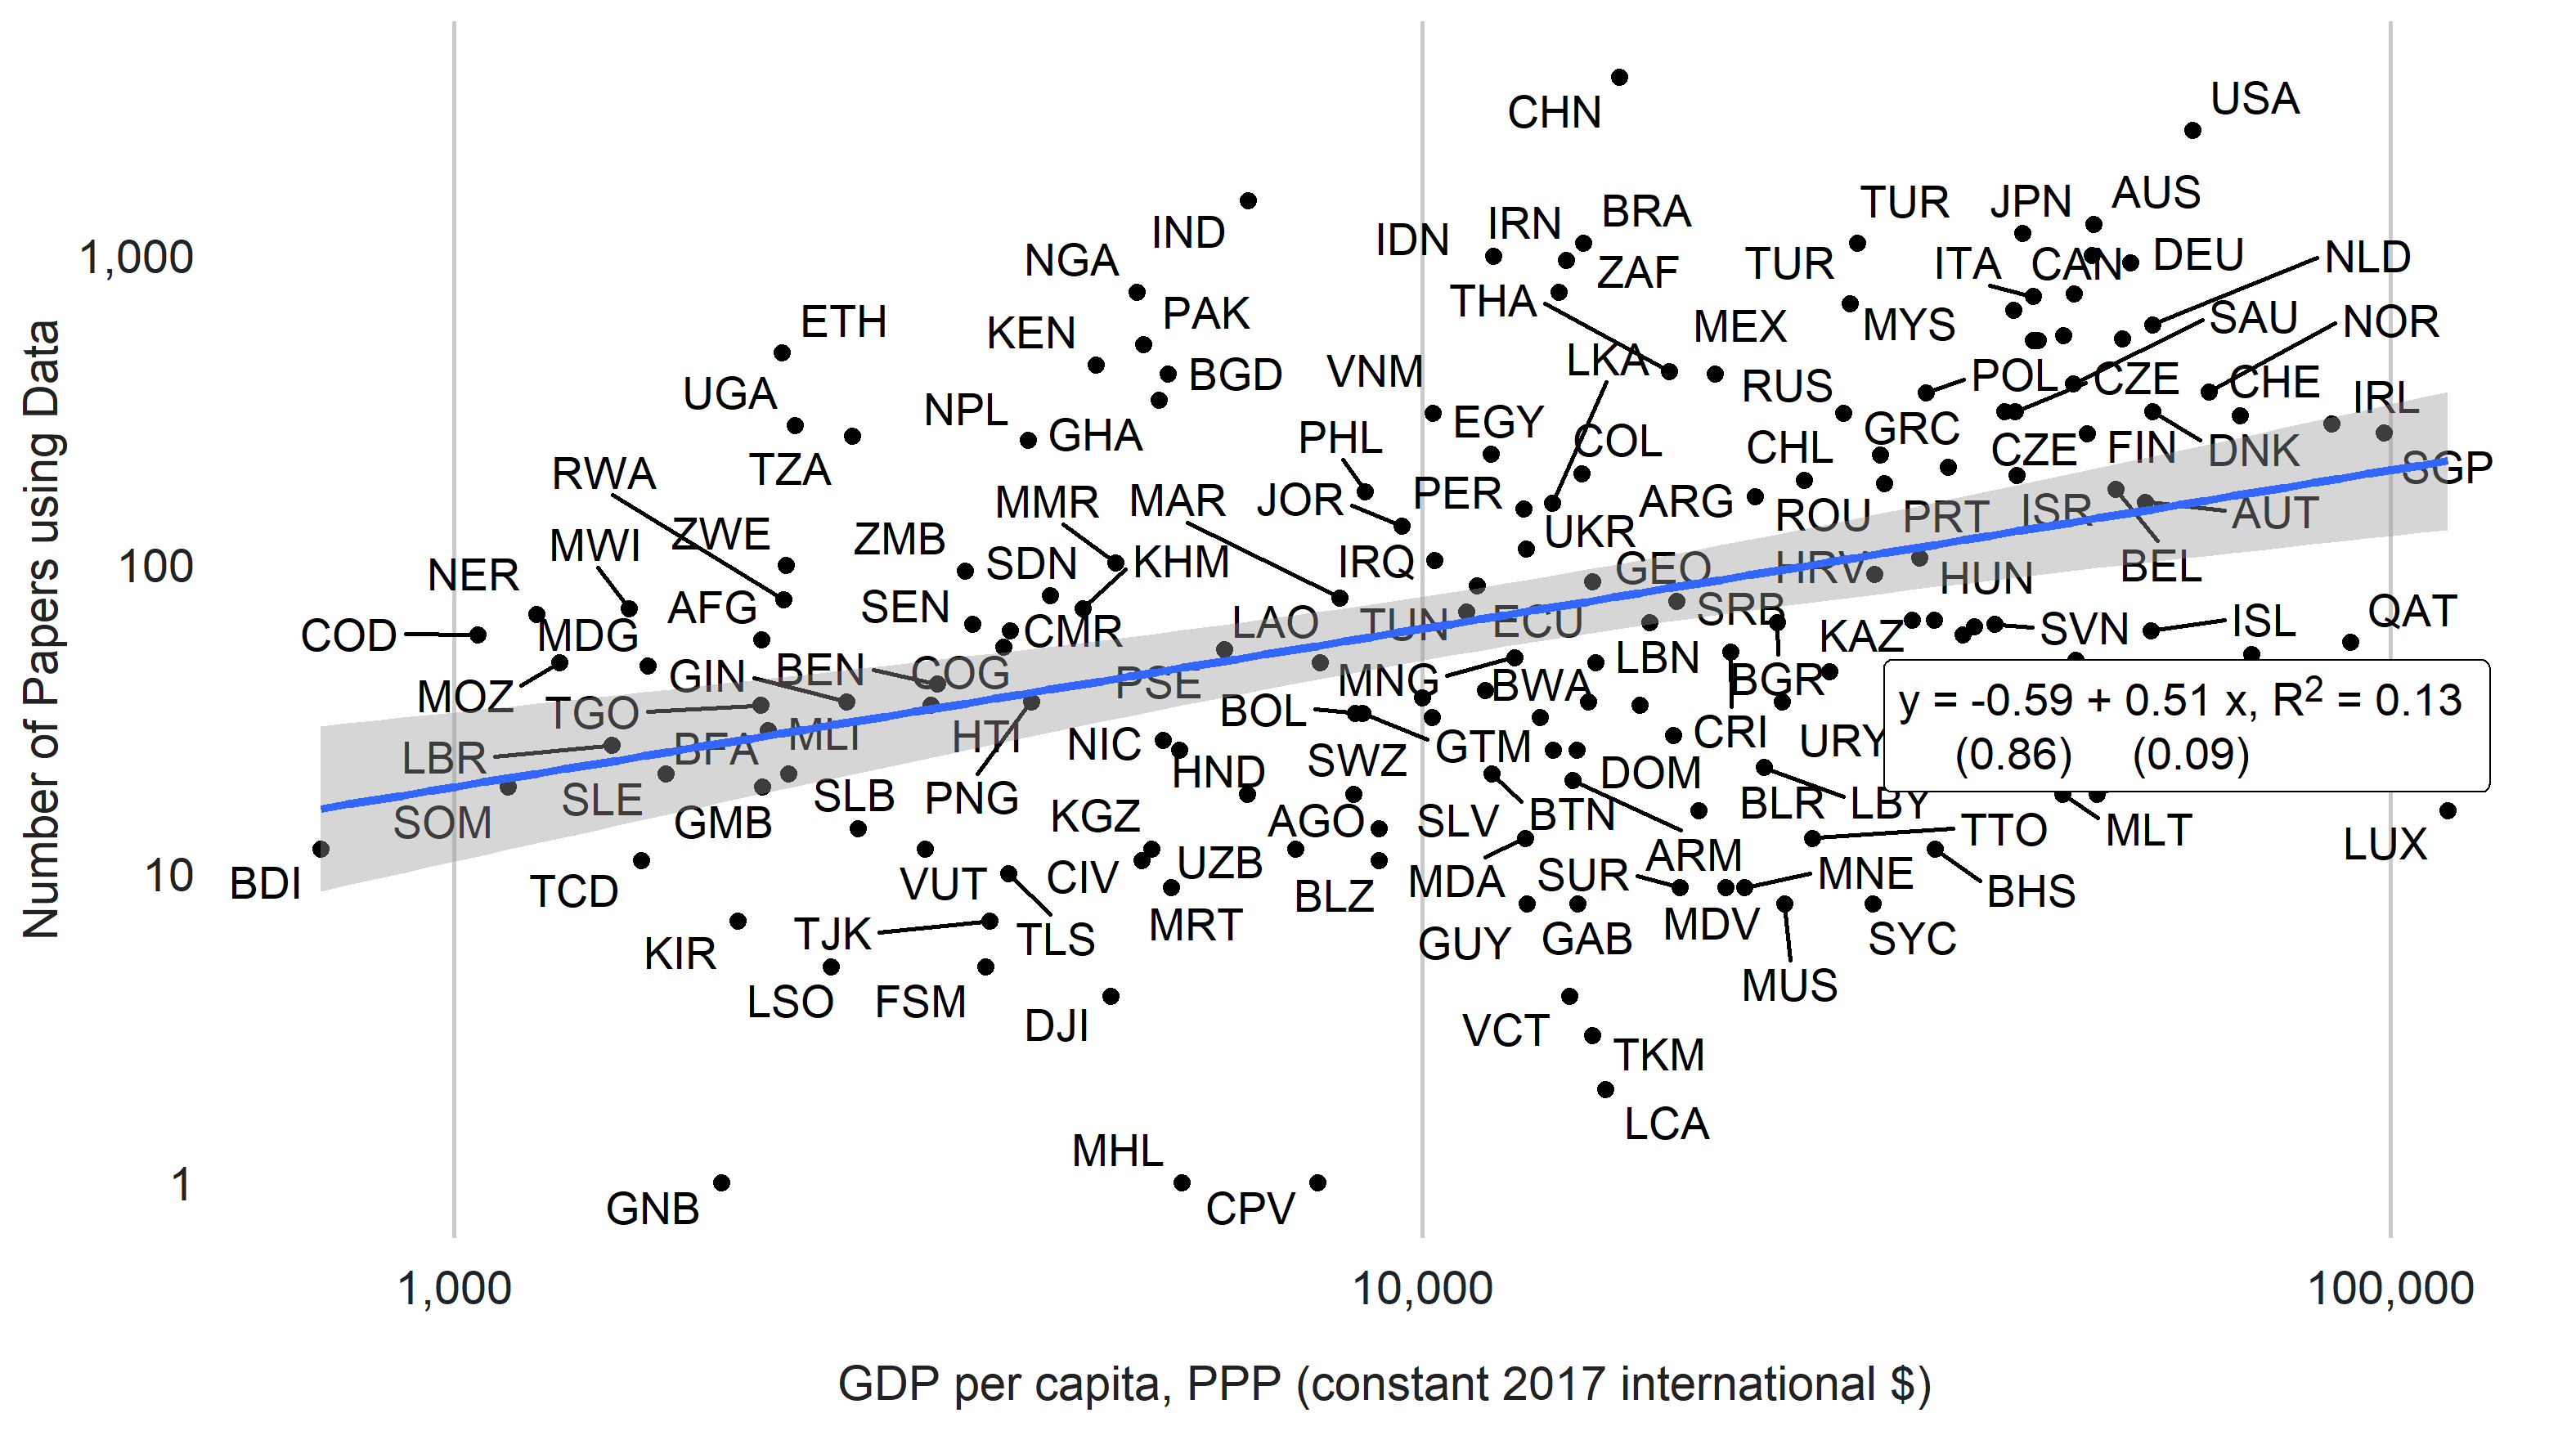 CHN
USA
IND
IDN
IRN
BRA
TUR
JPN
AUS
NGA
ZAF
TUR
ITA
CAN
DEU
NLD
1,000
ETH
KEN
PAK
THA
MEX
MYS
SAU
NOR
UGA
NPL
BGD
VNM
LKA
RUS
POL
CZE
CHE
IRL
TZA
GHA
PHL
EGY
COL
CHL
GRC
CZE
FIN
DNK
SGP
RWA
MMR
MAR
JOR
PER
ARG
ROU
PRT
ISR
AUT
MWI
ZWE
ZMB
SDN
KHM
IRQ
UKR
GEO
HRV
HUN
BEL
100
NER
AFG
SEN
CMR
LAO
TUN
ECU
SRB
KAZ
SVN
ISL
QAT
COD
MDG
GIN
BEN
COG
PSE
MNG
BWA
LBN
BGR
MOZ
TGO
MLI
HTI
NIC
BOL
GTM
CRI
URY
y = -0.59 + 0.51 x, R2 = 0.13
(0.86) (0.09)
LBR
BFA
HND
SWZ
DOM
SOM
SLE
GMB
SLB
PNG
KGZ
AGO
SLV
BTN
BLR
LBY
TTO
MLT
LUX
10
BDI
TCD
VUT
CIV
UZB
BLZ
MDA
SUR
ARM
MNE
BHS
KIR
TJK
TLS
MRT
GUY
GAB
MDV
SYC
LSO
FSM
DJI
MUS
VCT
TKM
LCA
MHL
1
GNB
CPV
1,000
10,000
100,000
GDP per capita, PPP (constant 2017 international $)
Number of Papers using Data